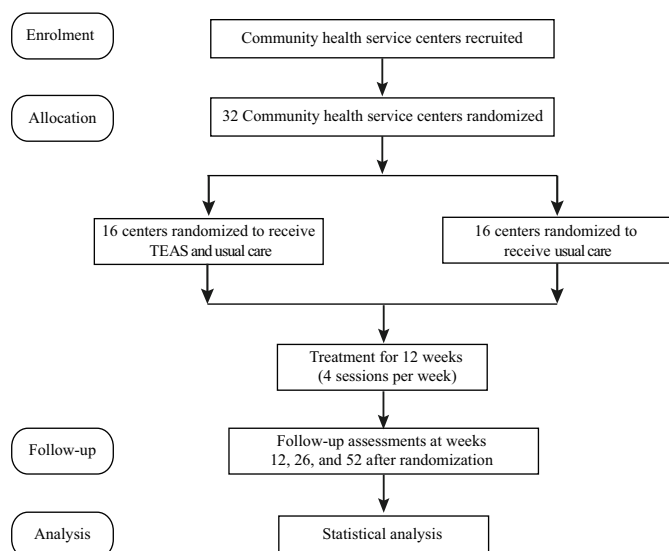 Enrolment
Community health service centers recruited
Allocation
32 Community health service centers randomized
16 centers randomized to receive
TEAS and usual care
16 centers randomized to
receive usual care
Treatment for 12 weeks
(4 sessions per week)
Follow-up
Follow-up assessments at weeks
12, 26, and 52 after randomization
Analysis
Statistical analysis